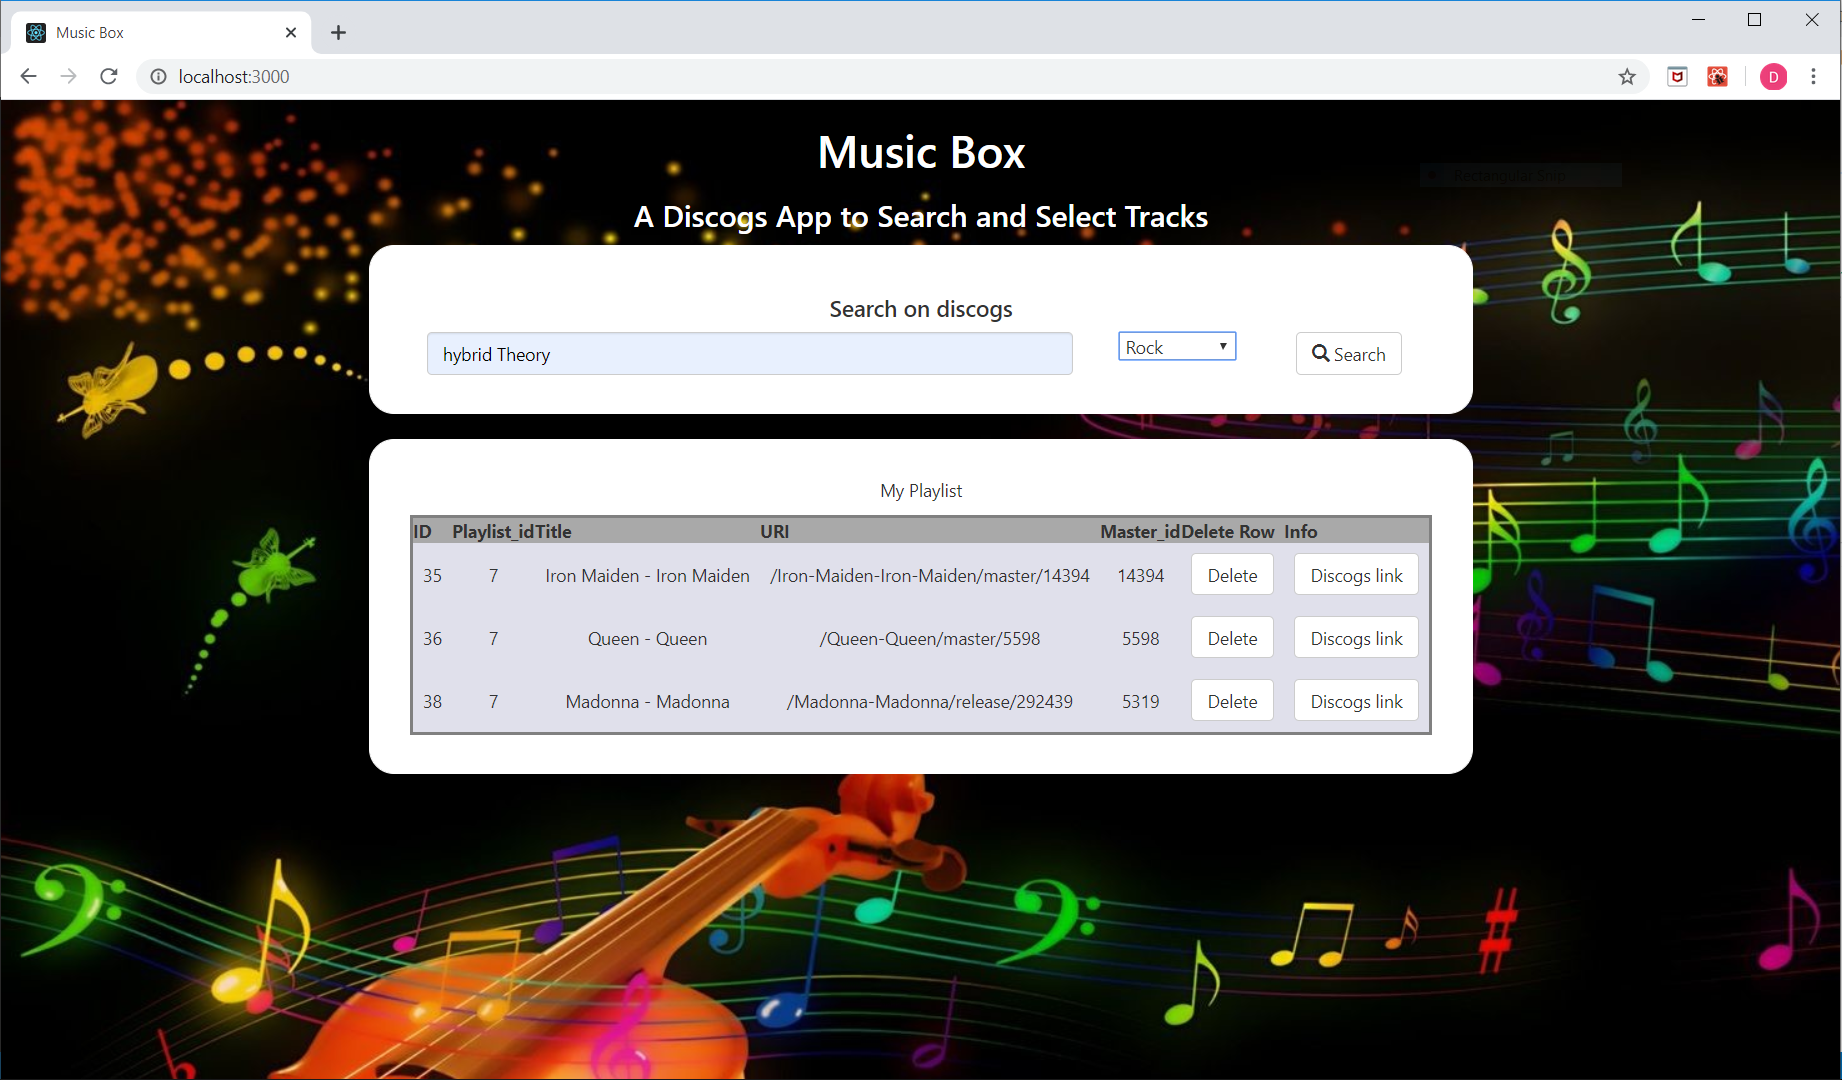 Music Box
localhost:3000
D
Music Box
Rectangular Snip
A Discogs App to Search and Select Tracks
Search on discogs
hybrid Theory
Rock
Search
My Playlist
ID Playlist_id Title URI Master_id Delete Row Info
35 7 Iron Maiden - Iron Maiden /Iron-Maiden-Iron-Maiden/master/14394 14394 Delete Discogs link
36 7 Queen - Queen /Queen-Queen/master/5598 5598 Delete Discogs link
38 7 Madonna - Madonna /Madonna-Madonna/release/292439 5319 Delete Discogs link